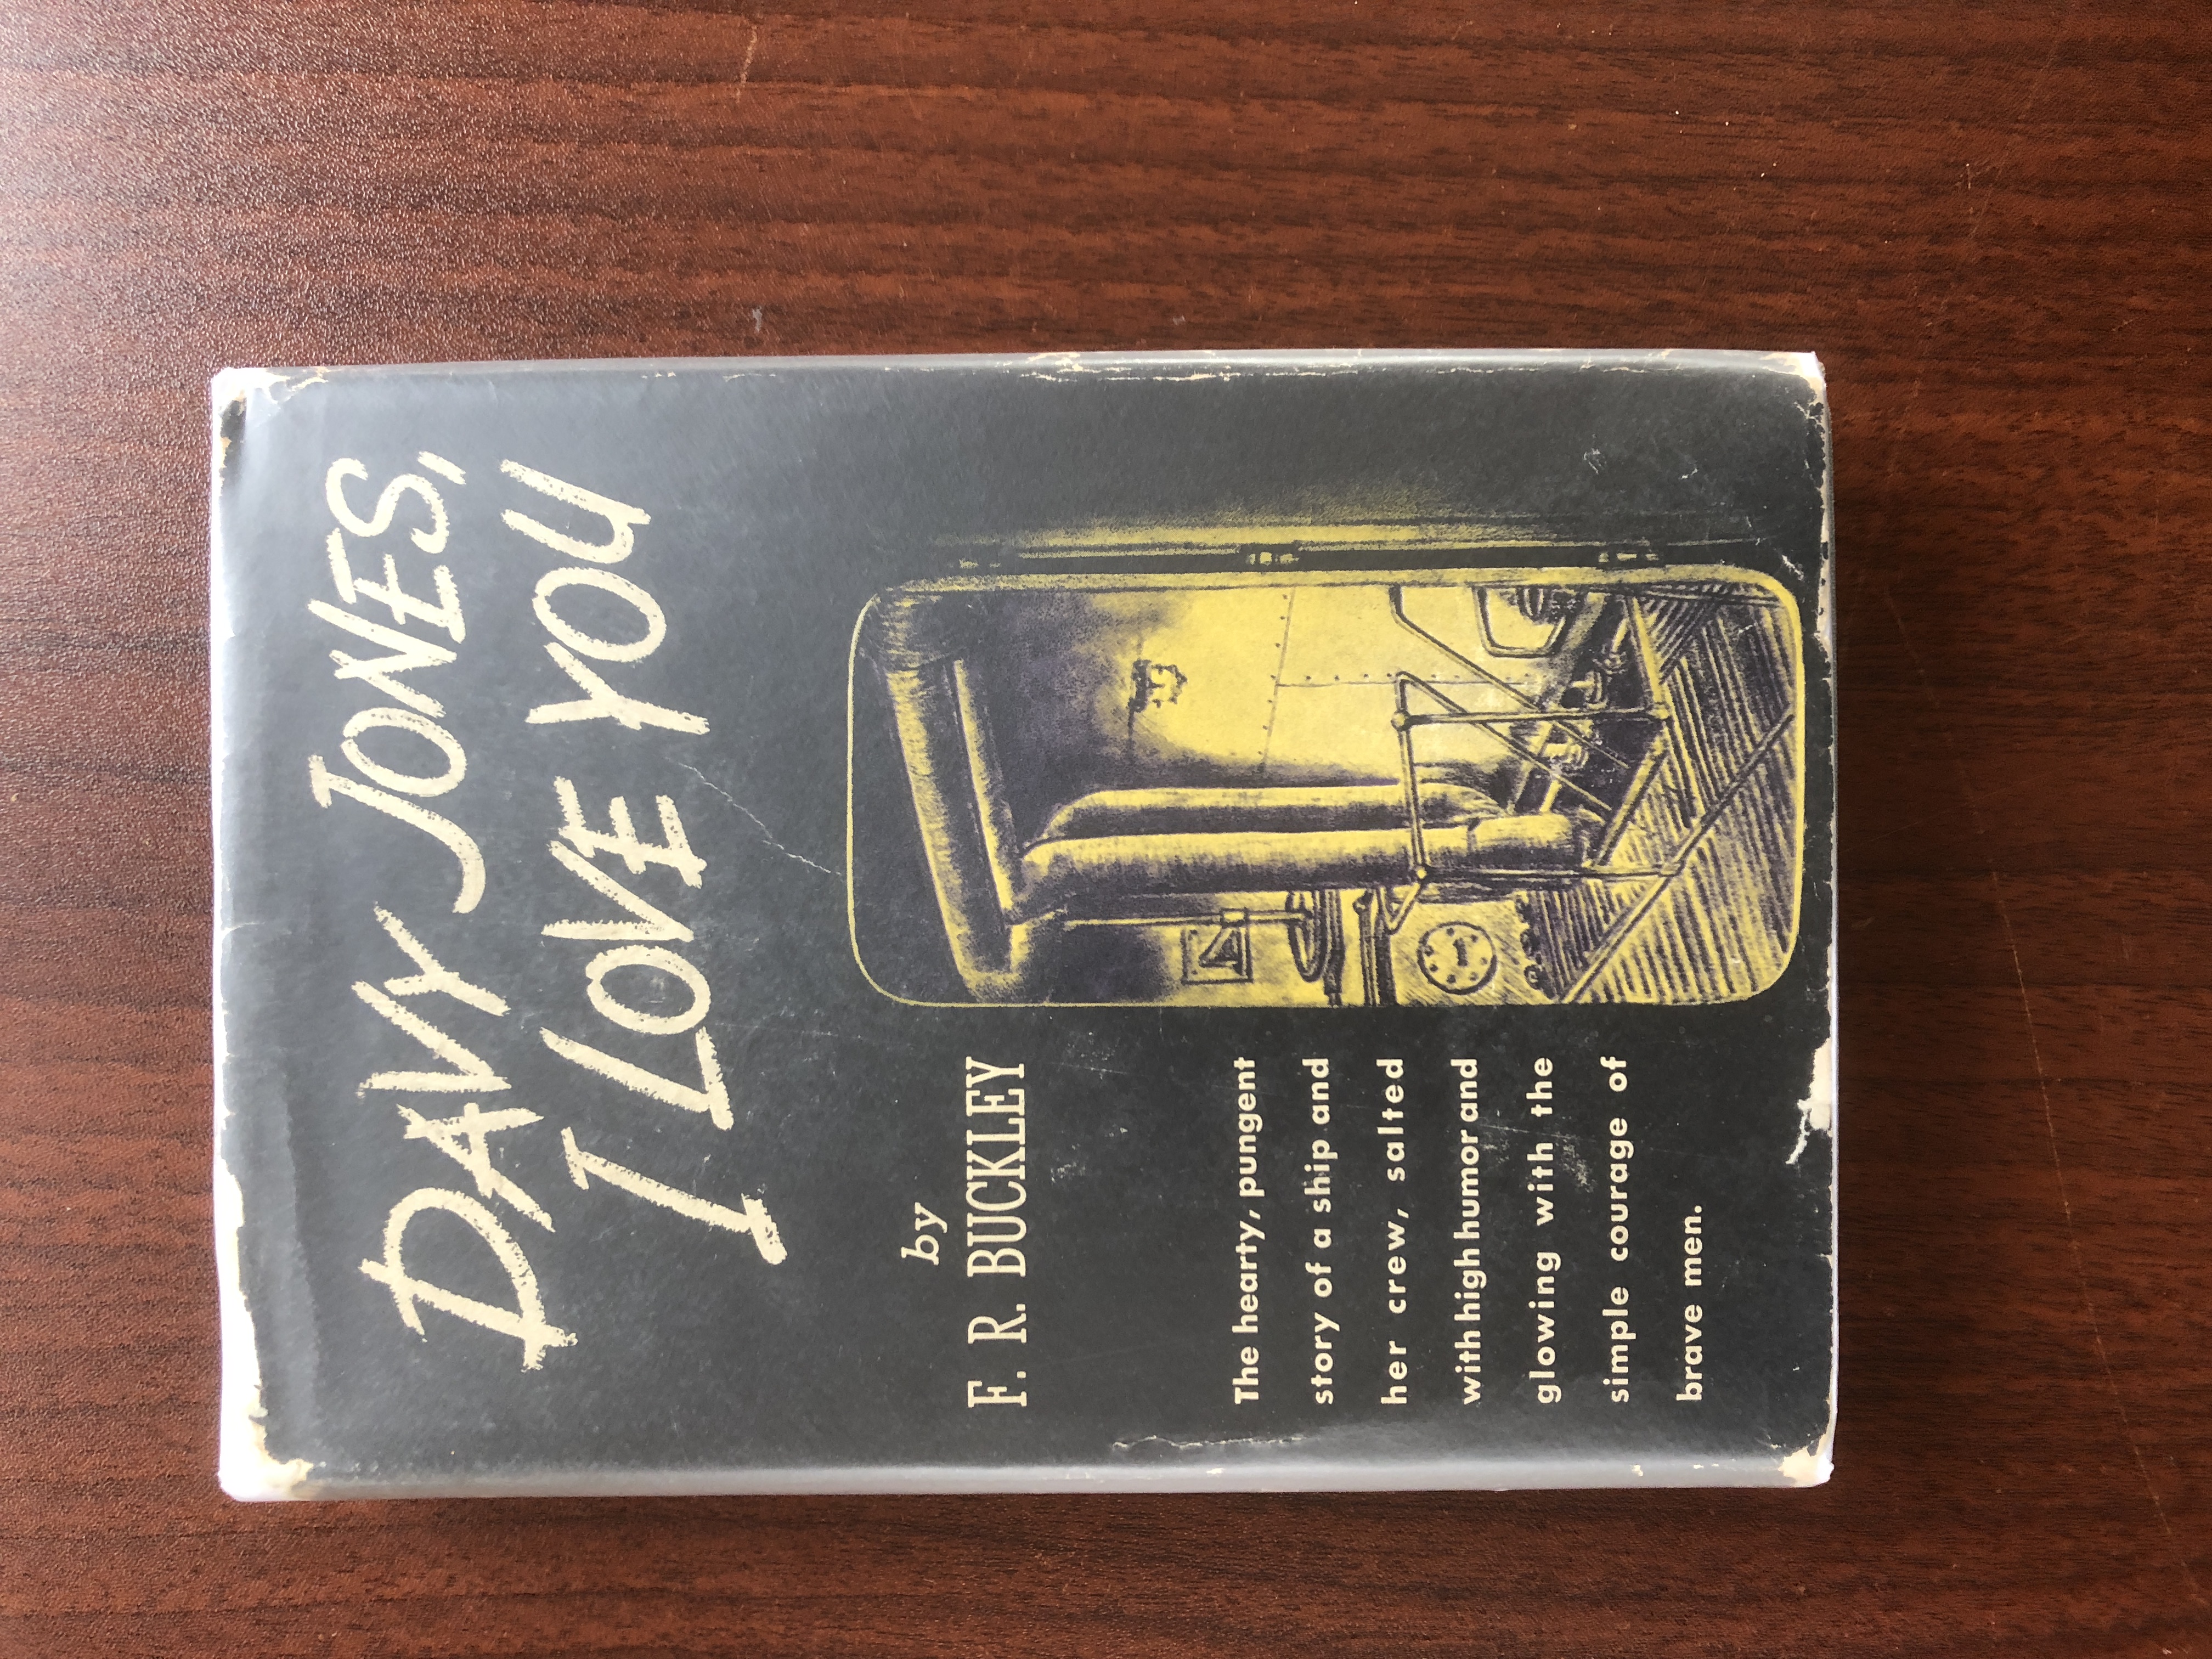 DAVY JONES,
I LOVE YOU
by
F. R. BUCKLEY
The hearty, pungent
story of a ship and
her crew, salted
with high humor and
glowing with the
simple courage of
brave men.